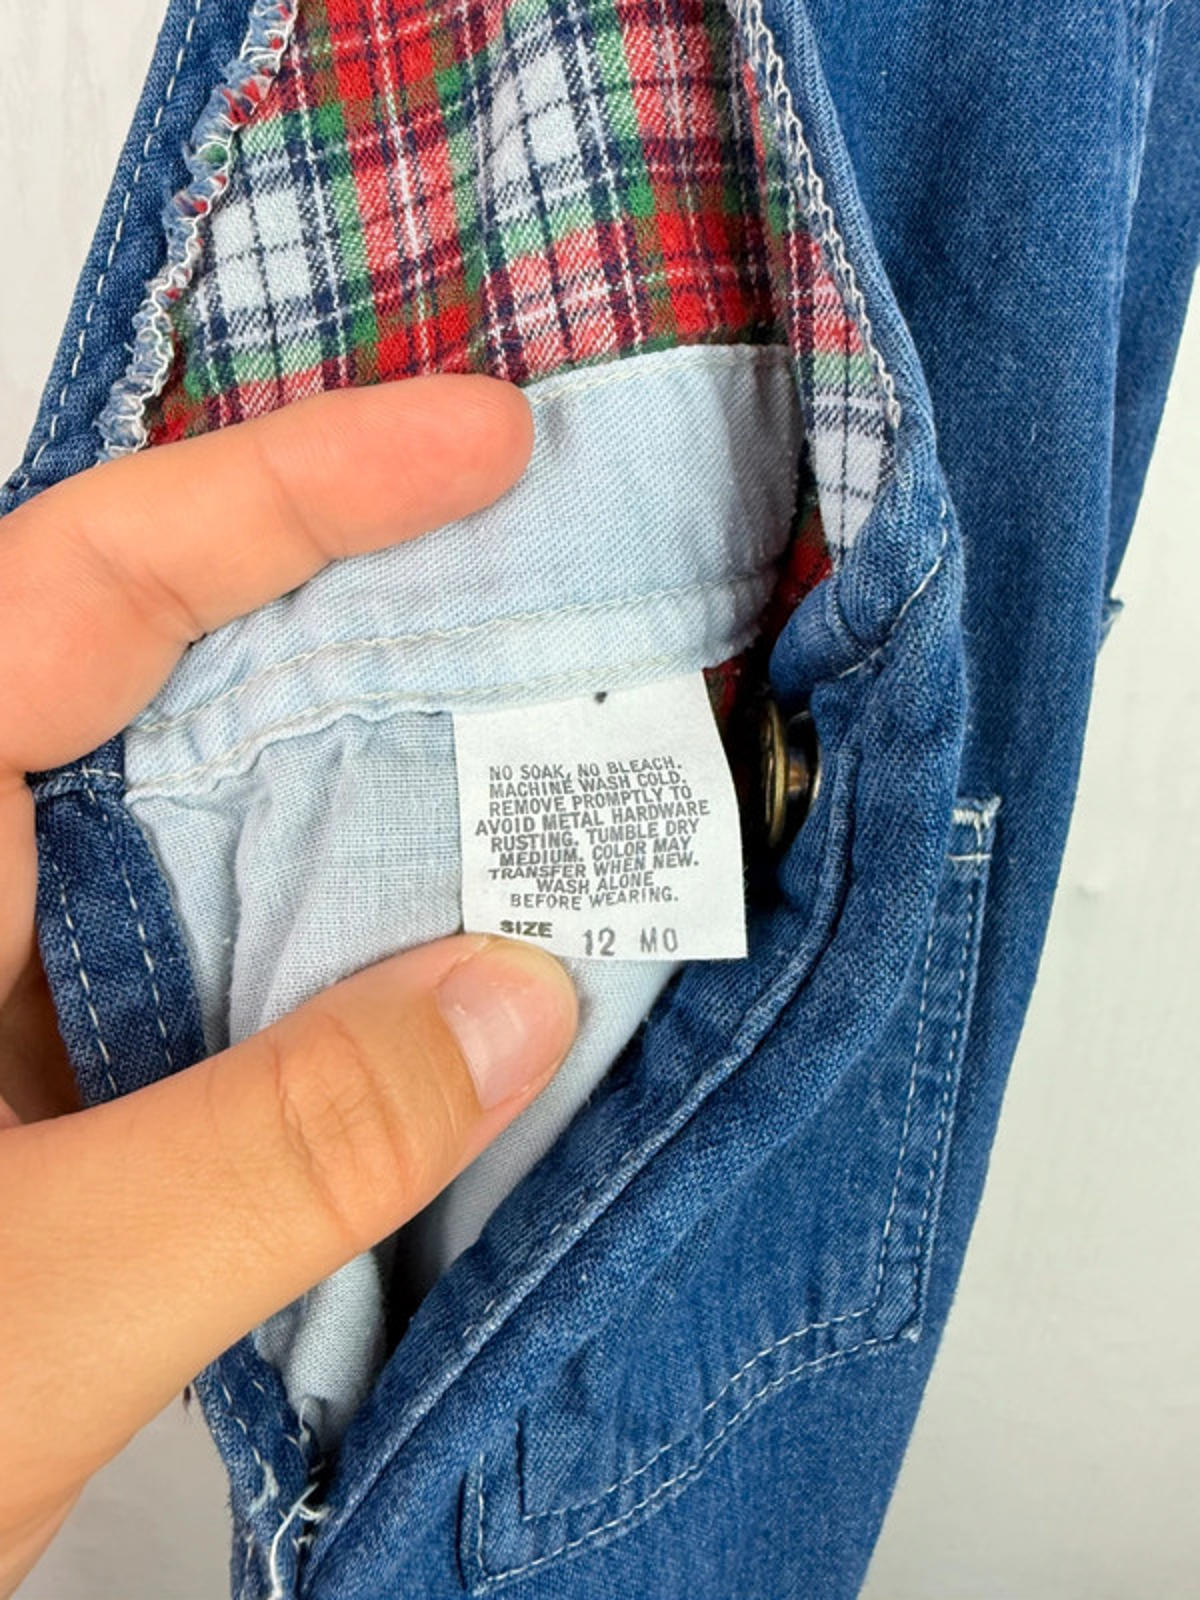 NO SOAK, NO BLEACH.
MACHINE WASH COLD.
REMOVE PROMPTLY TO
AVOID METAL HARDWARE
RUSTING. TUMBLE DRY
MEDIUM. COLOR MAY
TRANSFER WHEN NEW.
WASH ALONE
BEFORE WEARING.
SIZE 12 MO